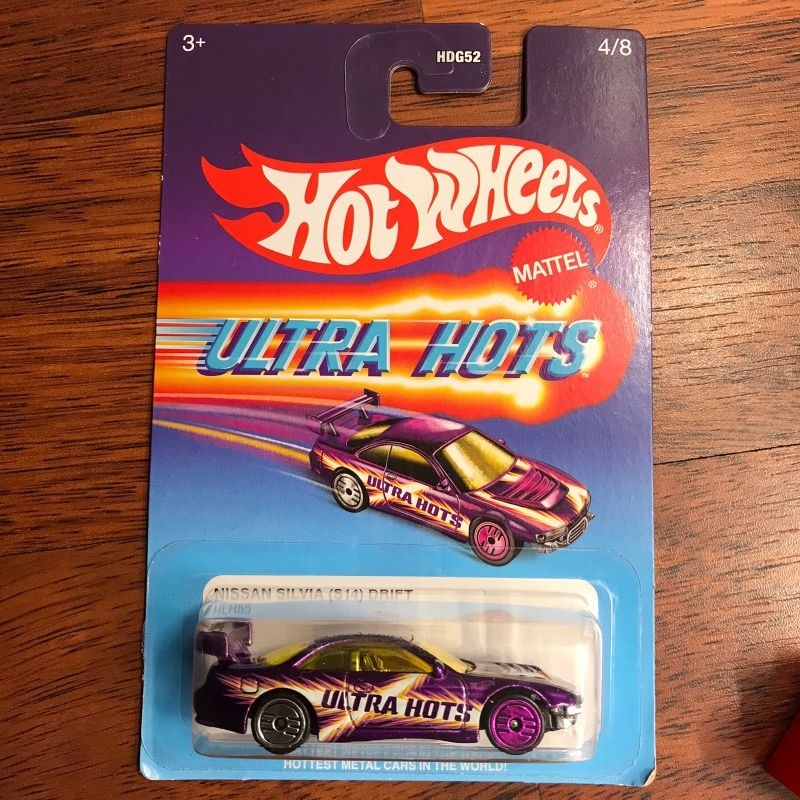 3+
HDG52
4/8
Hot Wheels®
MATTEL
®
ULTRA HOTS™
ULTRA HOTS
NISSAN SILVIA (S14) DRIFT
ULTRA HOTS
HOTTEST METAL CARS IN THE WORLD!